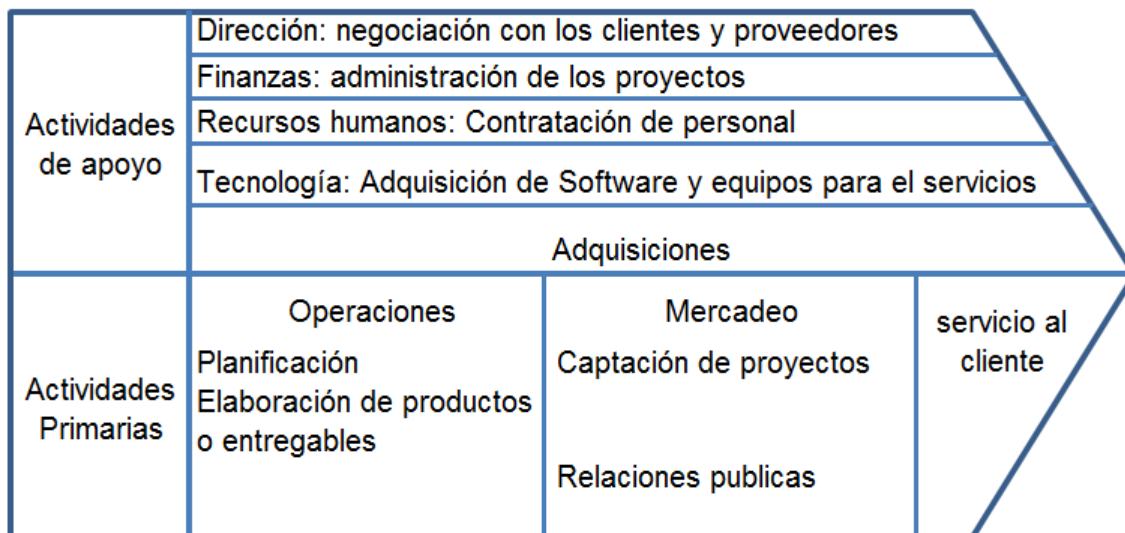 Actividades
de apoyo
Dirección: negociación con los clientes y proveedores
Finanzas: administración de los proyectos
Recursos humanos: Contratación de personal
Tecnología: Adquisición de Software y equipos para el servicios
Adquisiciones
Actividades
Primarias
Operaciones
Planificación
Elaboración de productos
o entregables
Mercadeo
Captación de proyectos
Relaciones publicas
servicio al
cliente